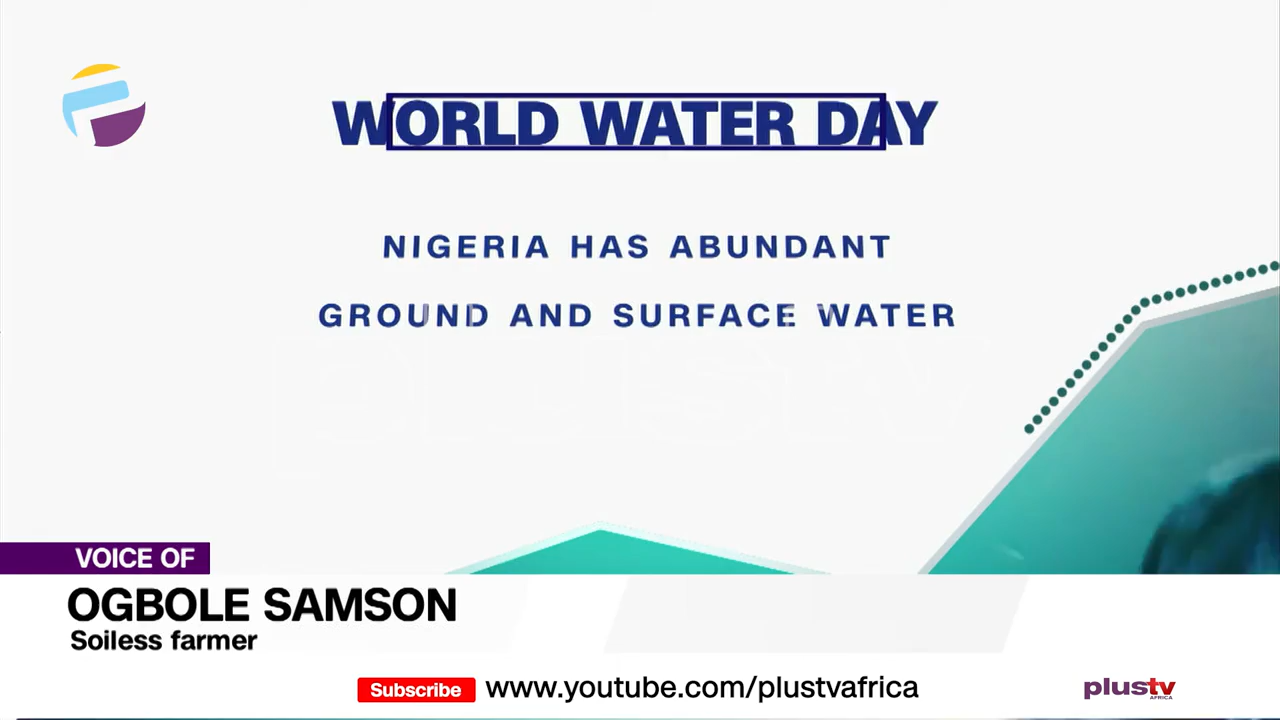 WORLD WATER DAY
NIGERIA HAS ABUNDANT
GROUND AND SURFACE WATER
VOICE OF
OGBOLE SAMSON
Soiless farmer
Subscribe www.youtube.com/plustvafrica
plustv
AFRICA